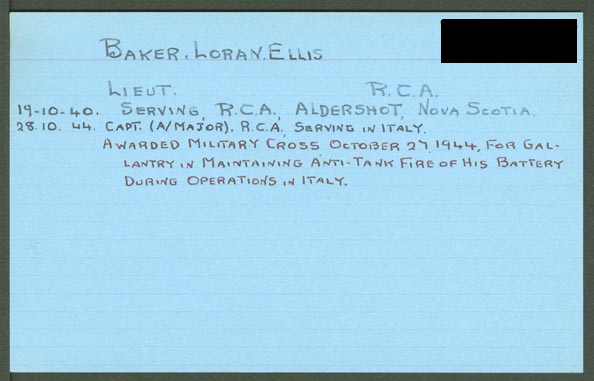 BAKER, LORAN ELLIS
LIEUT. R.C.A.
19-10-40. SERVING, R.C.A., ALDERSHOT, NOVA SCOTIA.
28.10.44. CAPT. (A/MAJOR), R.C.A. SERVING IN ITALY.
AWARDED MILITARY CROSS OCTOBER 27, 1944, FOR GAL-
LANTRY IN MAINTAINING ANTI-TANK FIRE OF HIS BATTERY
DURING OPERATIONS IN ITALY.